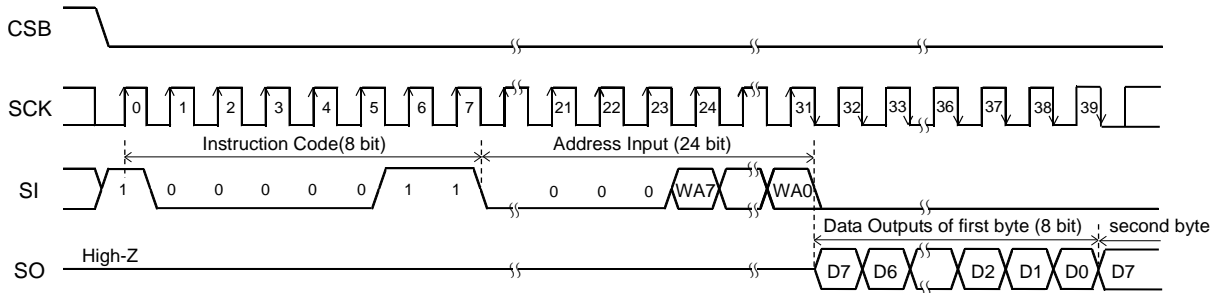 CSB
SCK 0 1 2 3 4 5 6 7 21 22 23 24 31 32 33 36 37 38 39
Instruction Code(8 bit) Address Input (24 bit)
SI 1 0 0 0 0 0 1 1 0 0 0 WA7 WA0
Data Outputs of first byte (8 bit) second byte
High-Z
SO D7 D6 D2 D1 D0 D7